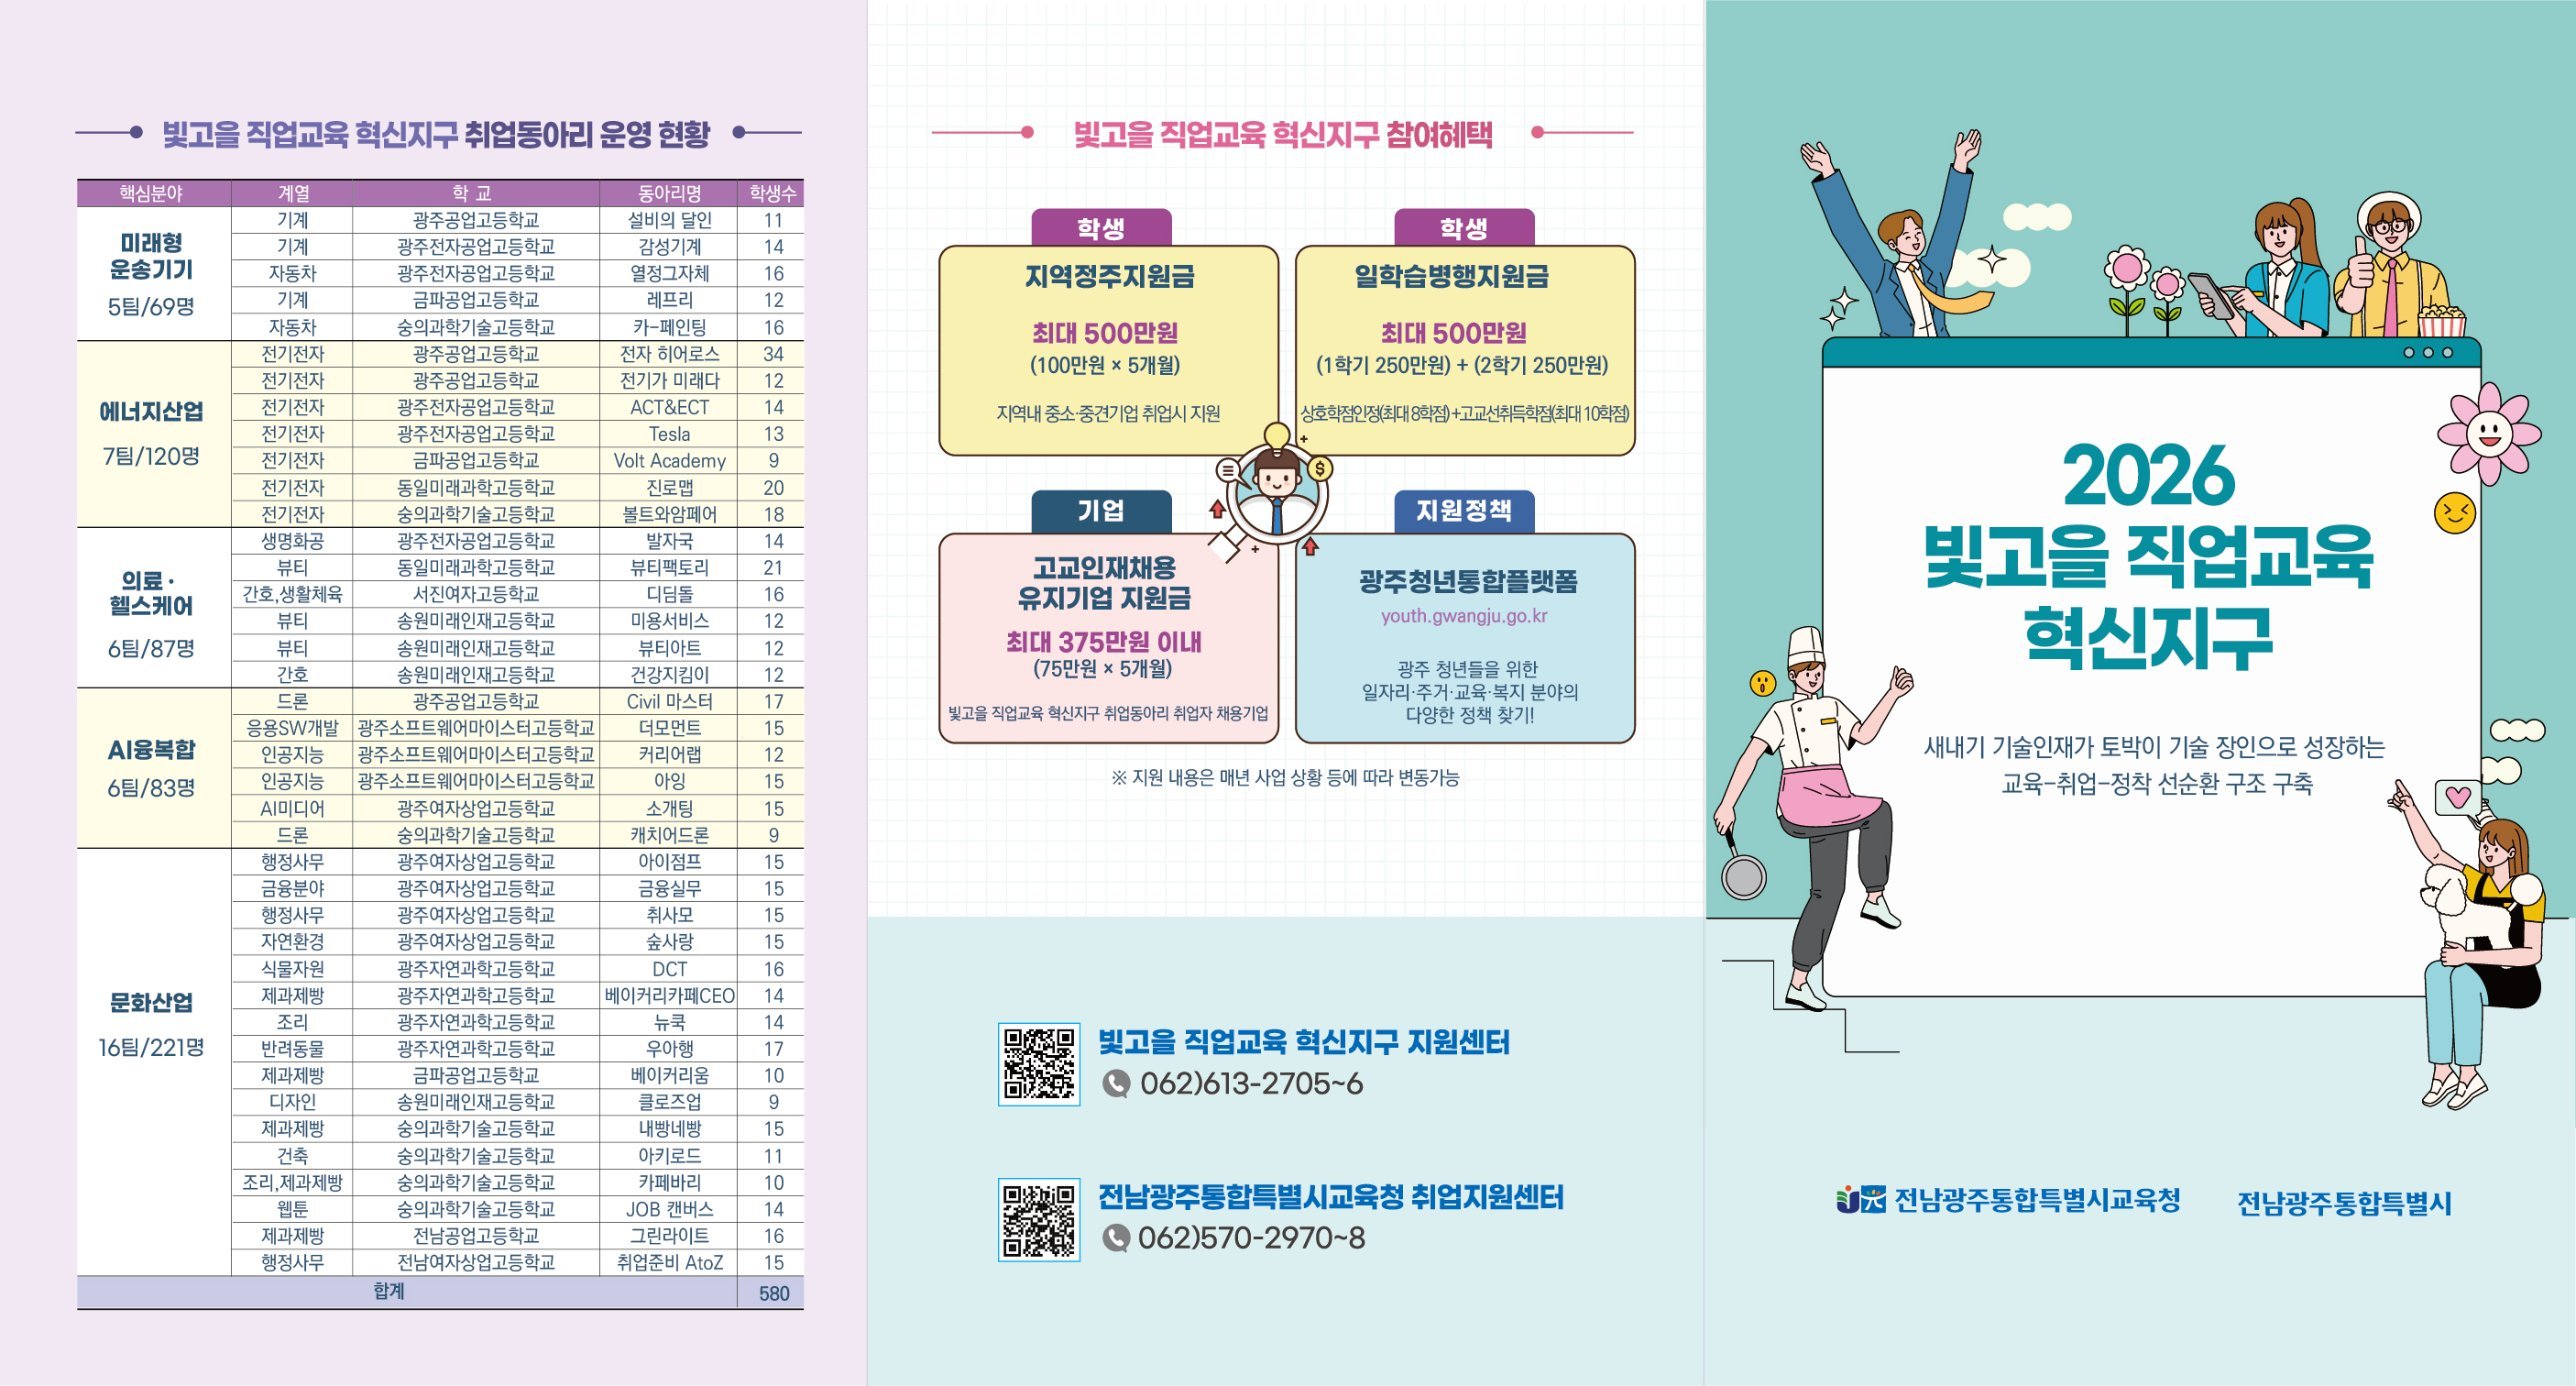 빛고을 직업교육 혁신지구 취업동아리 운영 현황
핵심분야 계열 학 교 동아리명 학생수
미래형
운송기기
5팀/69명
기계 광주공업고등학교 설비의 달인 11
기계 광주전자공업고등학교 감성기계 14
자동차 광주전자공업고등학교 열정그자체 16
기계 금파공업고등학교 레프리 12
자동차 숭의과학기술고등학교 카-페인팅 16
에너지산업
7팀/120명
전기전자 광주공업고등학교 전자 히어로스 34
전기전자 광주공업고등학교 전기가 미래다 12
전기전자 광주전자공업고등학교 ACT&ECT 14
전기전자 광주전자공업고등학교 Tesla 13
전기전자 금파공업고등학교 Volt Academy 9
전기전자 동일미래과학고등학교 진로맵 20
전기전자 숭의과학기술고등학교 볼트와암페어 18
의료·
헬스케어
6팀/87명
생명화공 광주전자공업고등학교 발자국 14
뷰티 동일미래과학고등학교 뷰티팩토리 21
간호,생활체육 서진여자고등학교 디딤돌 16
뷰티 송원미래인재고등학교 미용서비스 12
뷰티 송원미래인재고등학교 뷰티아트 12
간호 송원미래인재고등학교 건강지킴이 12
AI융복합
6팀/83명
드론 광주공업고등학교 Civil 마스터 17
응용SW개발 광주소프트웨어마이스터고등학교 더모먼트 15
인공지능 광주소프트웨어마이스터고등학교 커리어랩 12
인공지능 광주소프트웨어마이스터고등학교 아잉 15
AI미디어 광주여자상업고등학교 소개팅 15
드론 숭의과학기술고등학교 캐치어드론 9
문화산업
16팀/221명
행정사무 광주여자상업고등학교 아이점프 15
금융분야 광주여자상업고등학교 금융실무 15
행정사무 광주여자상업고등학교 취사모 15
자연환경 광주여자상업고등학교 숲사랑 15
식물자원 광주자연과학고등학교 DCT 16
제과제빵 광주자연과학고등학교 베이커리카페CEO 14
조리 광주자연과학고등학교 뉴쿡 14
반려동물 광주자연과학고등학교 우아행 17
제과제빵 금파공업고등학교 베이커리움 10
디자인 송원미래인재고등학교 클로즈업 9
제과제빵 숭의과학기술고등학교 내빵네빵 15
건축 숭의과학기술고등학교 아키로드 11
조리,제과제빵 숭의과학기술고등학교 카페바리 10
웹툰 숭의과학기술고등학교 JOB 캔버스 14
제과제빵 전남공업고등학교 그린라이트 16
행정사무 전남여자상업고등학교 취업준비 AtoZ 15
합계 580
빛고을 직업교육 혁신지구 참여혜택
학생
지역정주지원금
최대 500만원
(100만원 × 5개월)
지역내 중소·중견기업 취업시 지원
학생
일학습병행지원금
최대 500만원
(1학기 250만원) + (2학기 250만원)
상호학점인정(최대 8학점)+고교선취득학점(최대 10학점)
기업
고교인재채용
유지기업 지원금
최대 375만원 이내
(75만원 × 5개월)
빛고을 직업교육 혁신지구 취업동아리 취업자 채용기업
지원정책
광주청년통합플랫폼
youth.gwangju.go.kr
광주 청년들을 위한
일자리·주거·교육·복지 분야의
다양한 정책 찾기!
※ 지원 내용은 매년 사업 상황 등에 따라 변동가능
빛고을 직업교육 혁신지구 지원센터
062)613-2705~6
전남광주통합특별시교육청 취업지원센터
062)570-2970~8
2026
빛고을 직업교육
혁신지구
새내기 기술인재가 토박이 기술 장인으로 성장하는
교육-취업-정착 선순환 구조 구축
전남광주통합특별시교육청 전남광주통합특별시